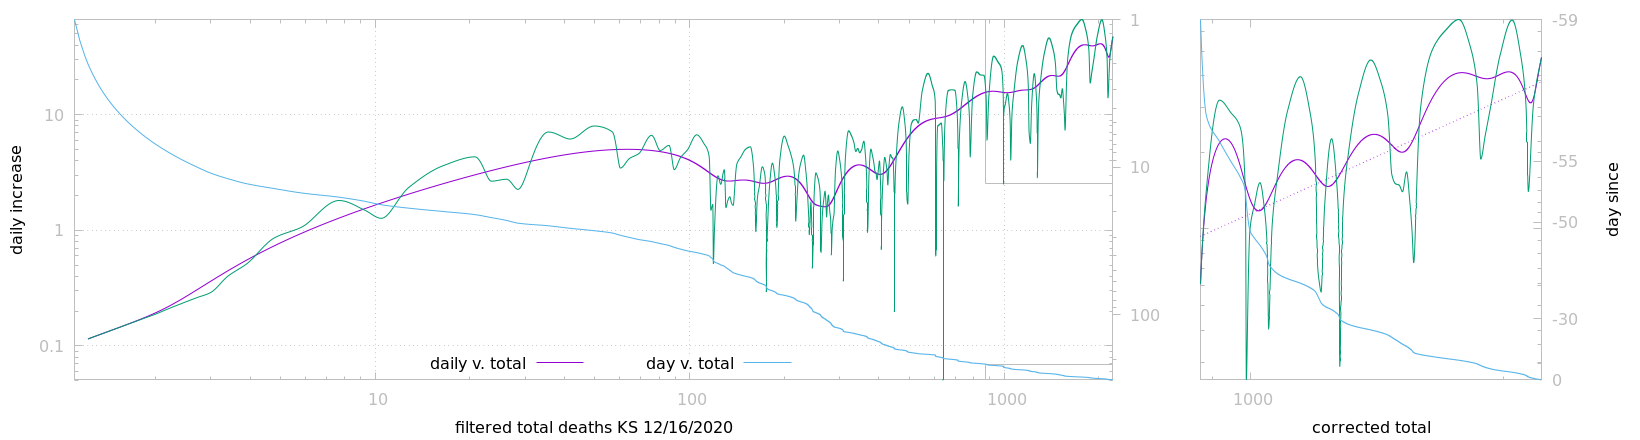 daily increase
10
1
0.1
daily v. total
day v. total
10
100
1000
filtered total deaths KS 12/16/2020
1
10
100
1000
corrected total
-59
-55
-50
-30
0
day since